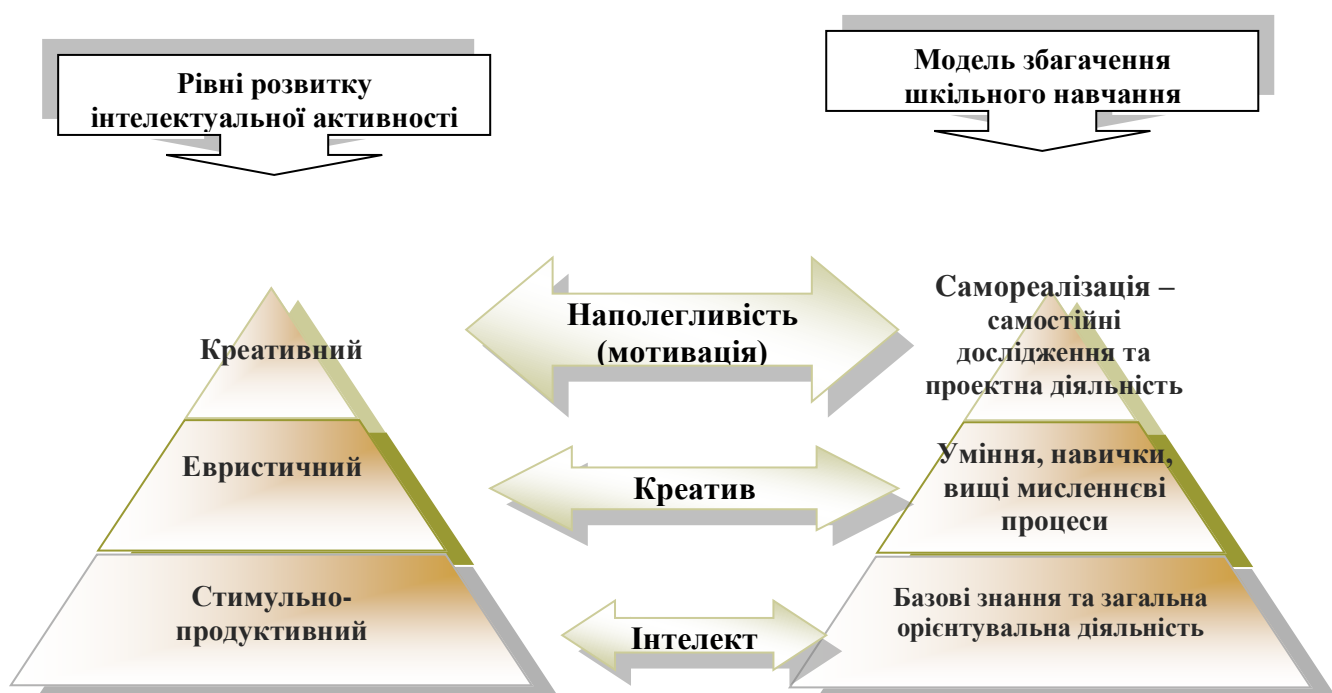 Рівні розвитку
інтелектуальної активності
Модель збагачення
шкільного навчання
Креативний
Наполегливість
(мотивація)
Самореалізація –
самостійні
дослідження та
проектна діяльність
Евристичний
Креатив
Уміння, навички,
вищі мисленнєві
процеси
Стимульно-
продуктивний
Інтелект
Базові знання та загальна
орієнтувальна діяльність